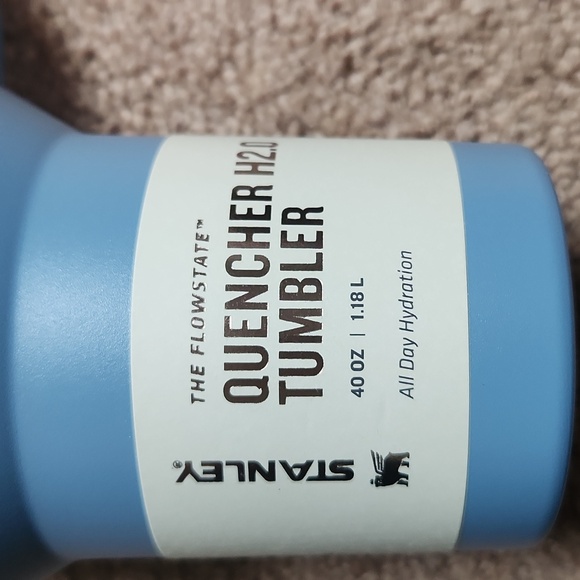 THE FLOWSTATE™
QUENCHER H2.0
TUMBLER
40 OZ | 1.18 L
All Day Hydration
STANLEY®